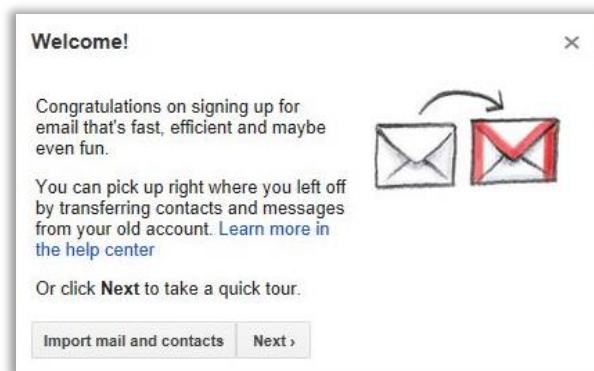 Welcome!
Congratulations on signing up for
email that's fast, efficient and maybe
even fun.
You can pick up right where you left off
by transferring contacts and messages
from your old account. Learn more in
the help center
Or click Next to take a quick tour.
Import mail and contacts
Next ›